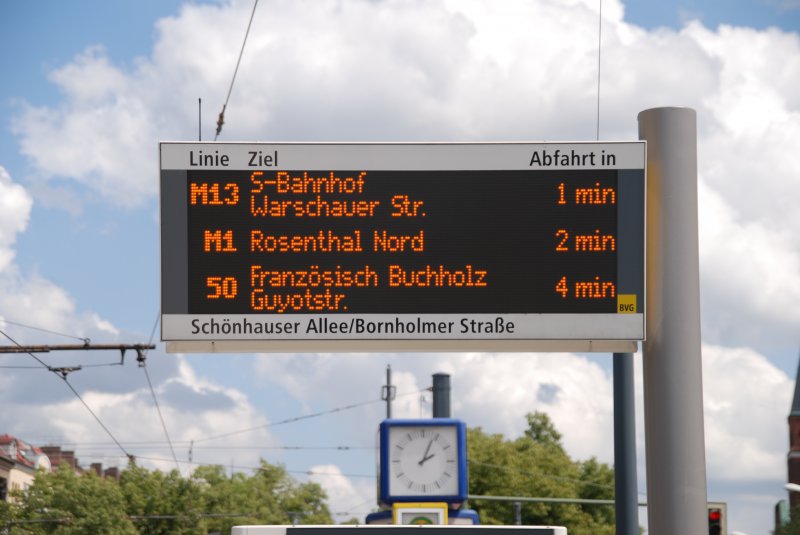 Linie Ziel Abfahrt in
M13 S-Bahnhof
Warschauer Str. 1 min
M1 Rosenthal Nord 2 min
50 Französisch Buchholz
Guyotstr. 4 min
BVG
Schönhauser Allee/Bornholmer Straße